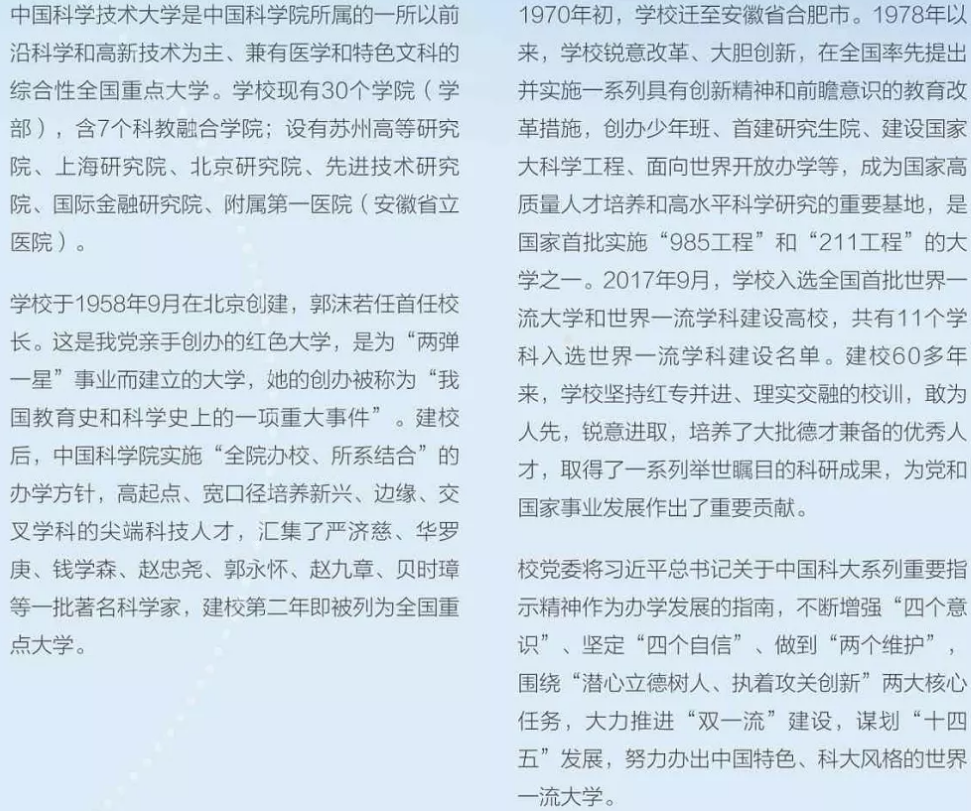 中国科学技术大学是中国科学院所属的一所以前
沿科学和高新技术为主、兼有医学和特色文科的
综合性全国重点大学。学校现有30个学院（学
部），含7个科教融合学院；设有苏州高等研究
院、上海研究院、北京研究院、先进技术研究
院、国际金融研究院、附属第一医院（安徽省立
医院）。
学校于1958年9月在北京创建，郭沫若任首任校
长。这是我党亲手创办的红色大学，是为“两弹
一星”事业而建立的大学，她的创办被称为“我
国教育史和科学史上的一项重大事件”。建校
后，中国科学院实施“全院办校、所系结合”的
办学方针，高起点、宽口径培养新兴、边缘、交
叉学科的尖端科技人才，汇集了严济慈、华罗
庚、钱学森、赵忠尧、郭永怀、赵九章、贝时璋
等一批著名科学家，建校第二年即被列为全国重
点大学。
1970年初，学校迁至安徽省合肥市。1978年以
来，学校锐意改革、大胆创新，在全国率先提出
并实施一系列具有创新精神和前瞻意识的教育改
革措施，创办少年班、首建研究生院、建设国家
大科学工程、面向世界开放办学等，成为国家高
质量人才培养和高水平科学研究的重要基地，是
国家首批实施“985工程”和“211工程”的大
学之一。2017年9月，学校入选全国首批世界一
流大学和世界一流学科建设高校，共有11个学
科入选世界一流学科建设名单。建校60多年
来，学校坚持红专并进、理实交融的校训，敢为
人先，锐意进取，培养了大批德才兼备的优秀人
才，取得了一系列举世瞩目的科研成果，为党和
国家事业发展作出了重要贡献。
校党委将习近平总书记关于中国科大系列重要指
示精神作为办学发展的指南，不断增强“四个意
识”、坚定“四个自信”、做到“两个维护”，
围绕“潜心立德树人、执着攻关创新”两大核心
任务，大力推进“双一流”建设，谋划“十四
五”发展，努力办出中国特色、科大风格的世界
一流大学。